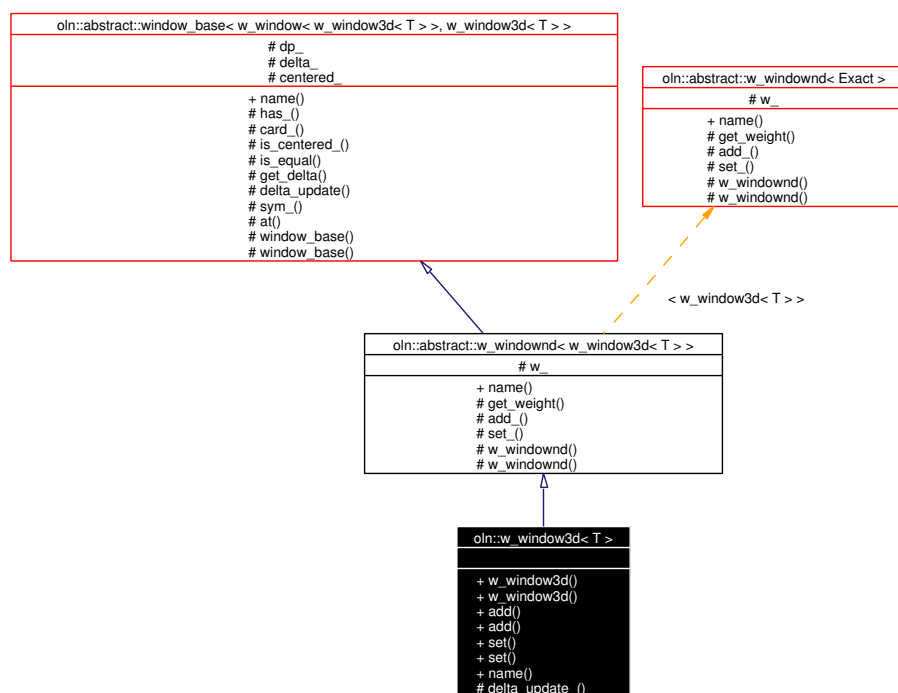 oln::abstract::window_base< w_window< w_window3d< T > >, w_window3d< T > >
# dp_
# delta_
# centered_
+ name()
# has_()
# card_()
# is_centered_()
# is_equal()
# get_delta()
# delta_update()
# sym_()
# at()
# window_base()
# window_base()
oln::abstract::w_windownd< Exact >
# w_
+ name()
# get_weight()
# add_()
# set_()
# w_windownd()
# w_windownd()
< w_window3d< T > >
oln::abstract::w_windownd< w_window3d< T > >
# w_
+ name()
# get_weight()
# add_()
# set_()
# w_windownd()
# w_windownd()
oln::w_window3d< T >
+ w_window3d()
+ w_window3d()
+ add()
+ add()
+ set()
+ set()
+ name()
# delta_update_()